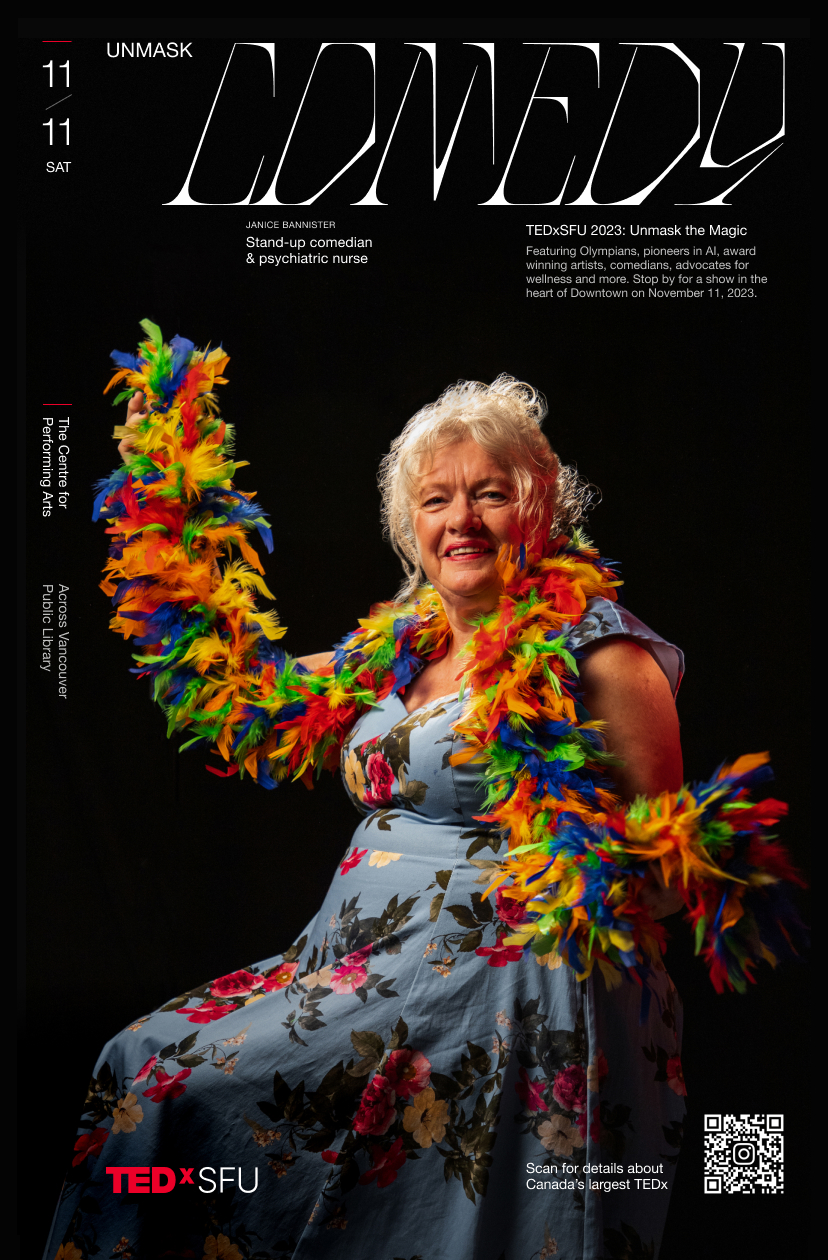 UNMASK
COMEDY
11
11
SAT
JANICE BANNISTER
Stand-up comedian
& psychiatric nurse
TEDxSFU 2023: Unmask the Magic
Featuring Olympians, pioneers in AI, award
winning artists, comedians, advocates for
wellness and more. Stop by for a show in the
heart of Downtown on November 11, 2023.
The Centre for
Performing Arts
Across Vancouver
Public Library
TEDxSFU
Scan for details about
Canada's largest TEDx